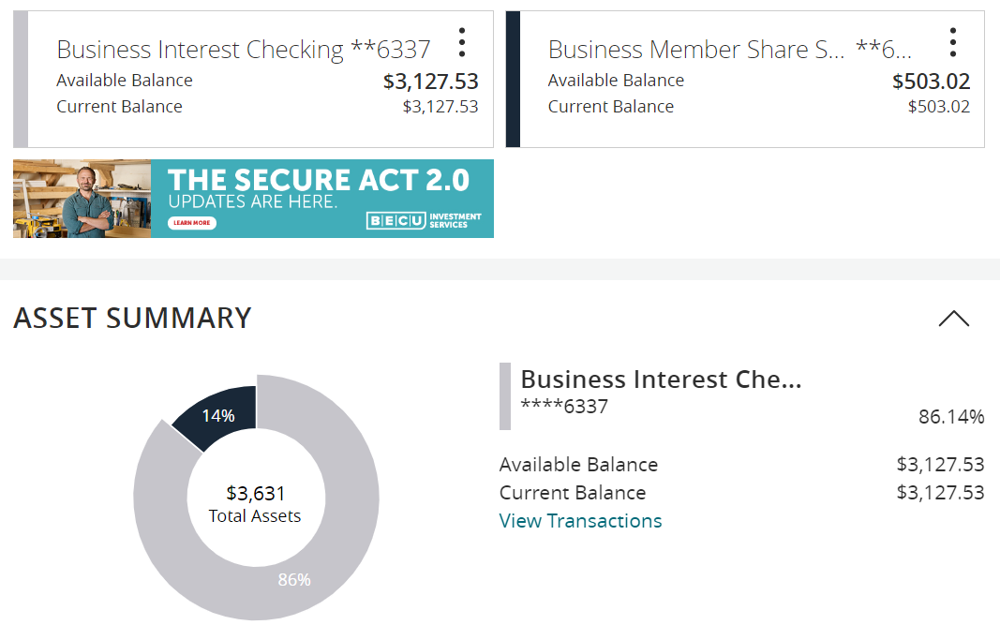 Business Interest Checking **6337
Available Balance $3,127.53
Current Balance $3,127.53
Business Member Share S... **6...
Available Balance $503.02
Current Balance $503.02
THE SECURE ACT 2.0
UPDATES ARE HERE.
LEARN MORE
BECU INVESTMENT
SERVICES
ASSET SUMMARY
14%
$3,631
Total Assets
86%
Business Interest Che...
****6337
86.14%
Available Balance $3,127.53
Current Balance $3,127.53
View Transactions